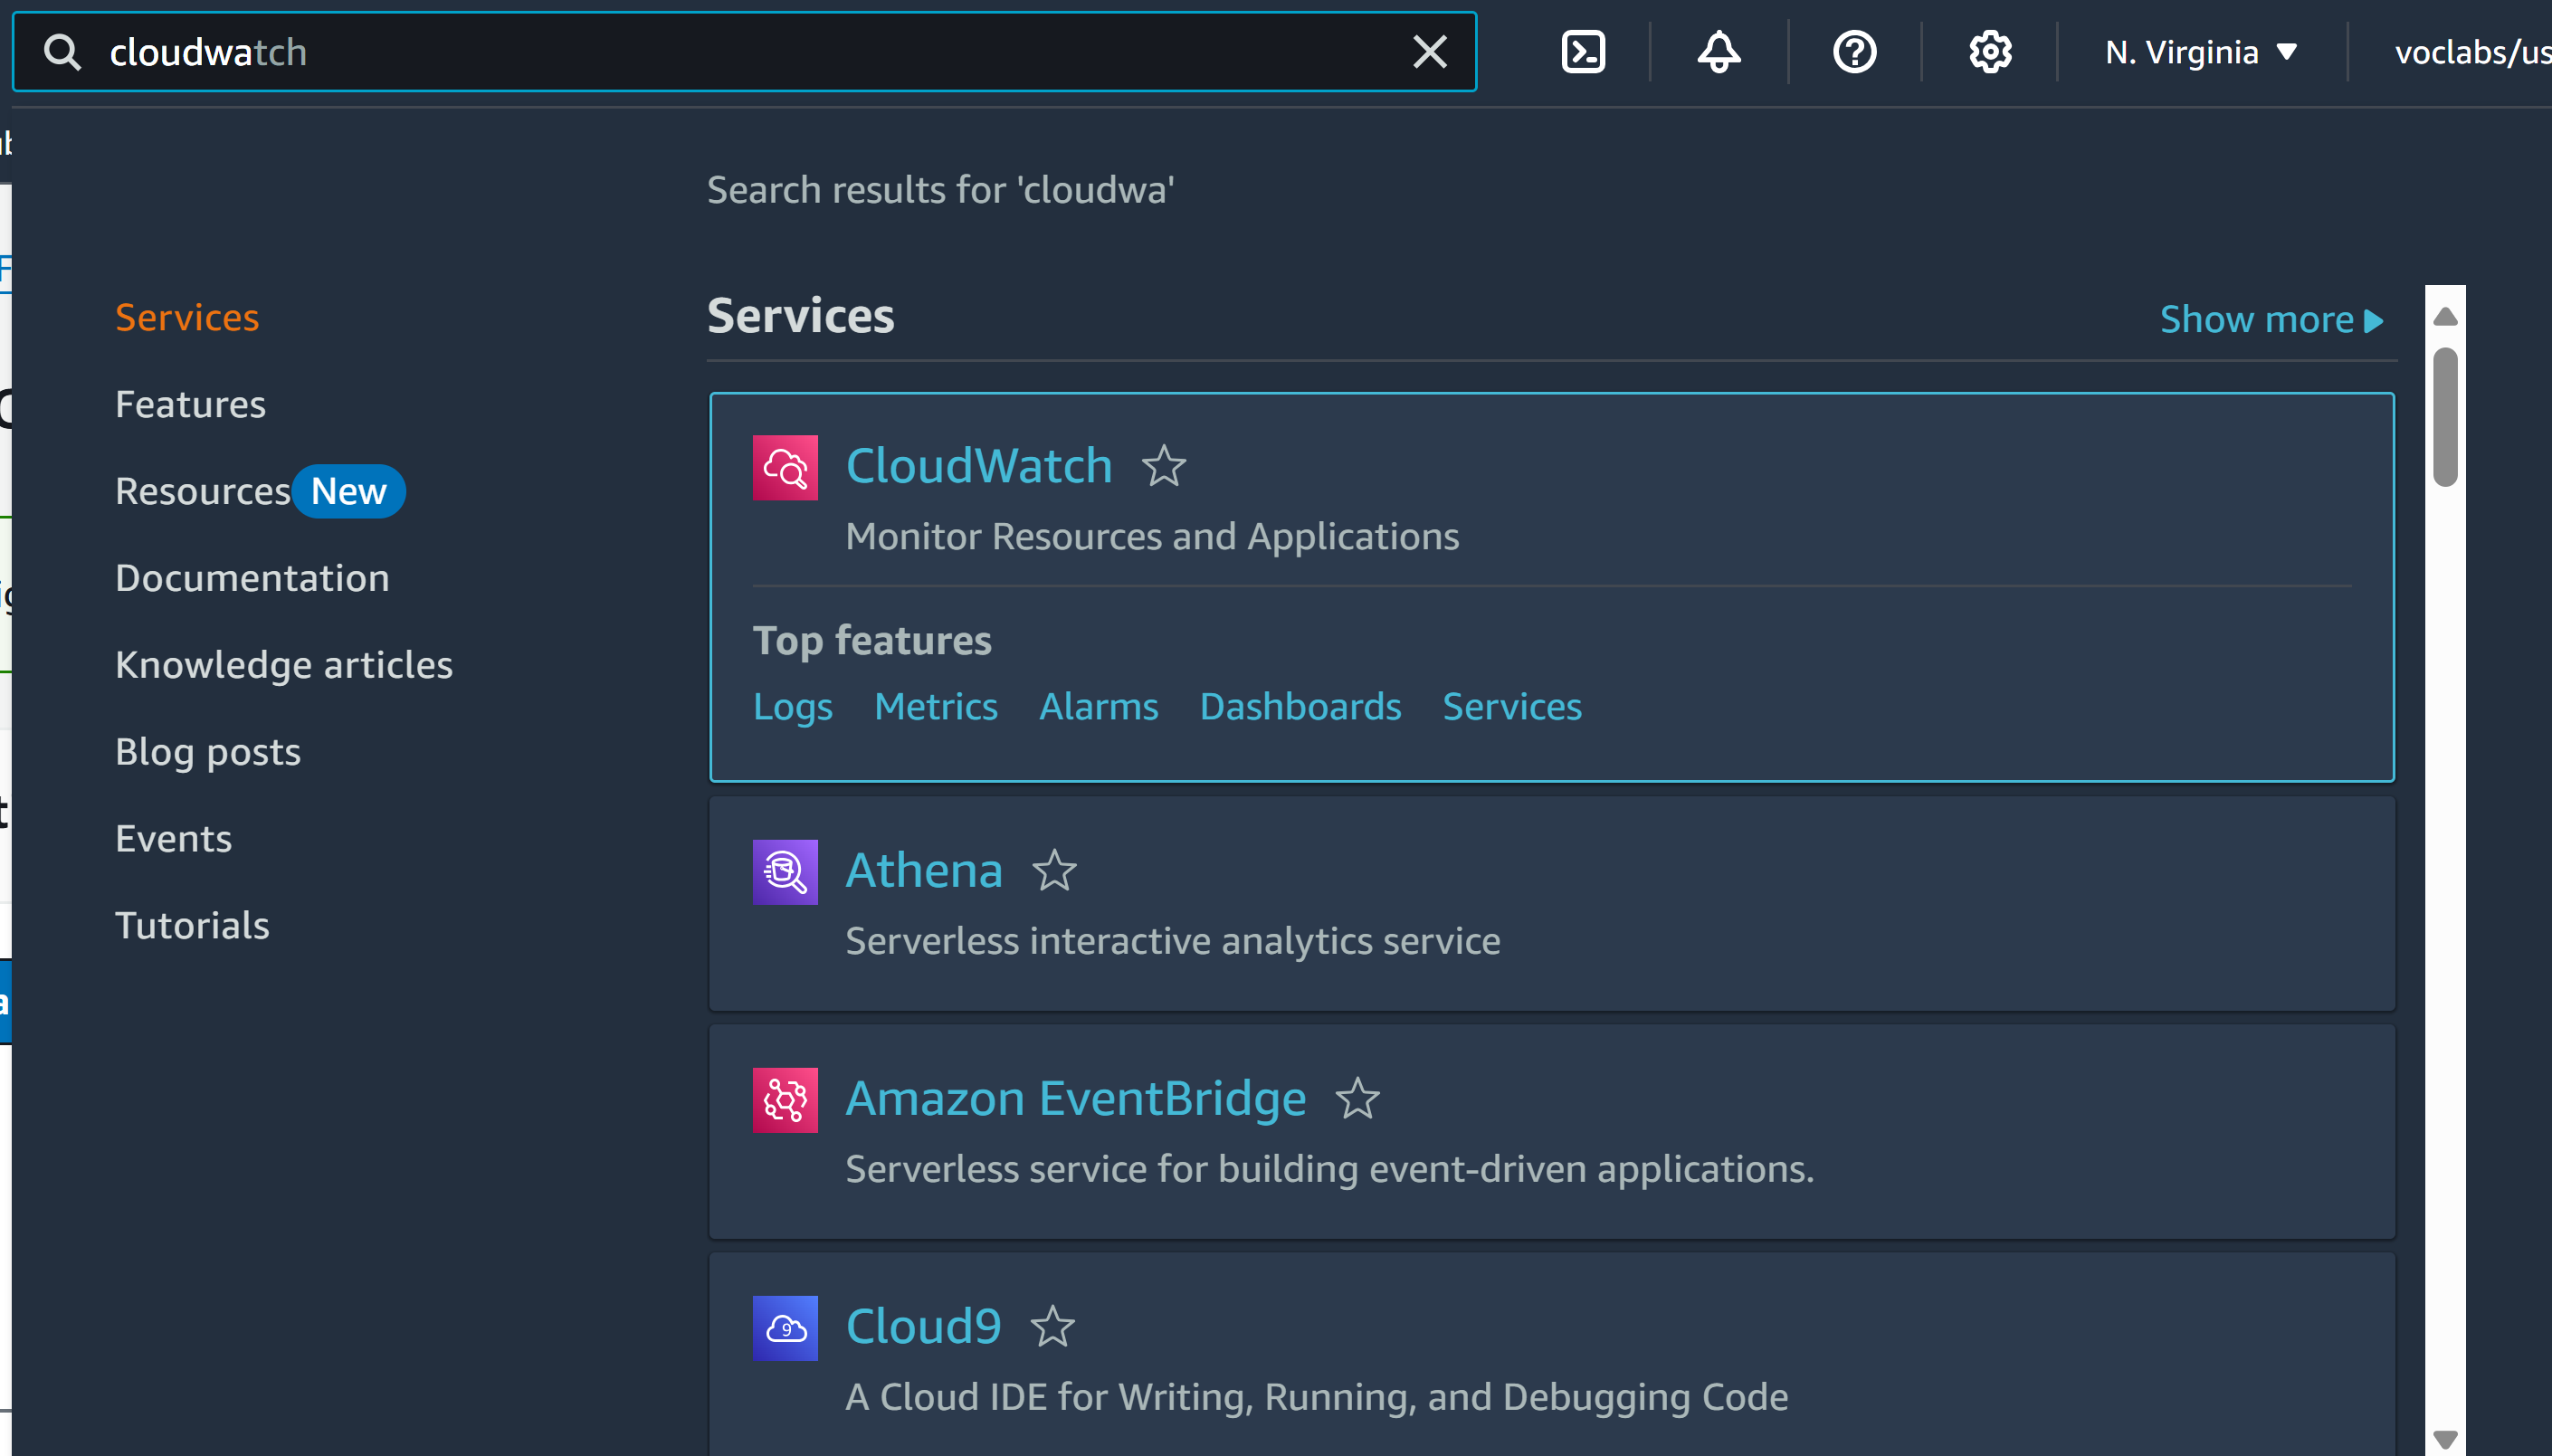 cloudwatch
N. Virginia
voclabs/us
Search results for 'cloudwa'
Services
Features
Resources New
Documentation
Knowledge articles
Blog posts
Events
Tutorials
Services
Show more
CloudWatch
Monitor Resources and Applications
Top features
Logs Metrics Alarms Dashboards Services
Athena
Serverless interactive analytics service
Amazon EventBridge
Serverless service for building event-driven applications.
Cloud9
A Cloud IDE for Writing, Running, and Debugging Code